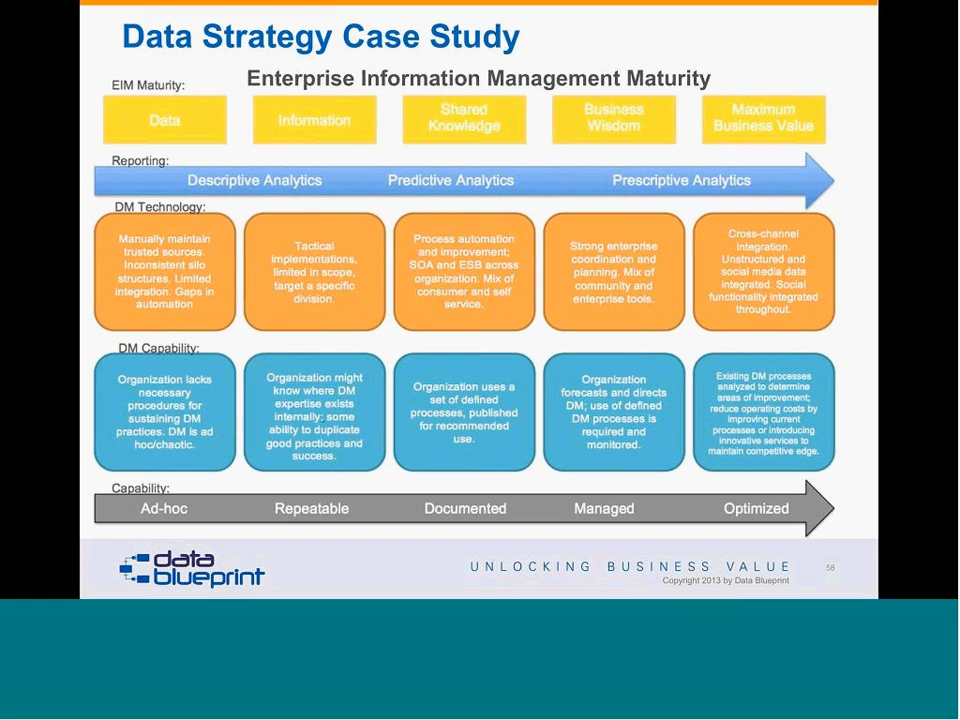 Data Strategy Case Study
Enterprise Information Management Maturity
EIM Maturity:
Data
Information
Shared
Knowledge
Business
Wisdom
Maximum
Business Value
Reporting:
Descriptive Analytics
Predictive Analytics
Prescriptive Analytics
DM Technology:
Manually maintain
trusted sources.
Inconsistent silo
structures. Limited
integration. Gaps in
automation
Tactical
implementations,
limited in scope,
target a specific
division.
Process automation
and improvement;
SOA and ESB across
organization. Mix of
consumer and self
service.
Strong enterprise
coordination and
planning. Mix of
community and
enterprise tools.
Cross-channel
integration.
Unstructured and
social media data
integrated. Social
functionality integrated
throughout.
DM Capability:
Organization lacks
necessary
procedures for
sustaining DM
practices. DM is ad
hoc/chaotic.
Organization might
know where DM
expertise exists
internally; some
ability to duplicate
good practices and
success.
Organization uses a
set of defined
processes, published
for recommended
use.
Organization
forecasts and directs
DM; use of defined
DM processes is
required and
monitored.
Existing DM processes
analyzed to determine
areas of improvement;
reduce operating costs by
improving current
processes or introducing
innovative services to
maintain competitive edge.
Capability:
Ad-hoc
Repeatable
Documented
Managed
Optimized
data
blueprint
UNLOCKING BUSINESS VALUE
Copyright 2013 by Data Blueprint
58